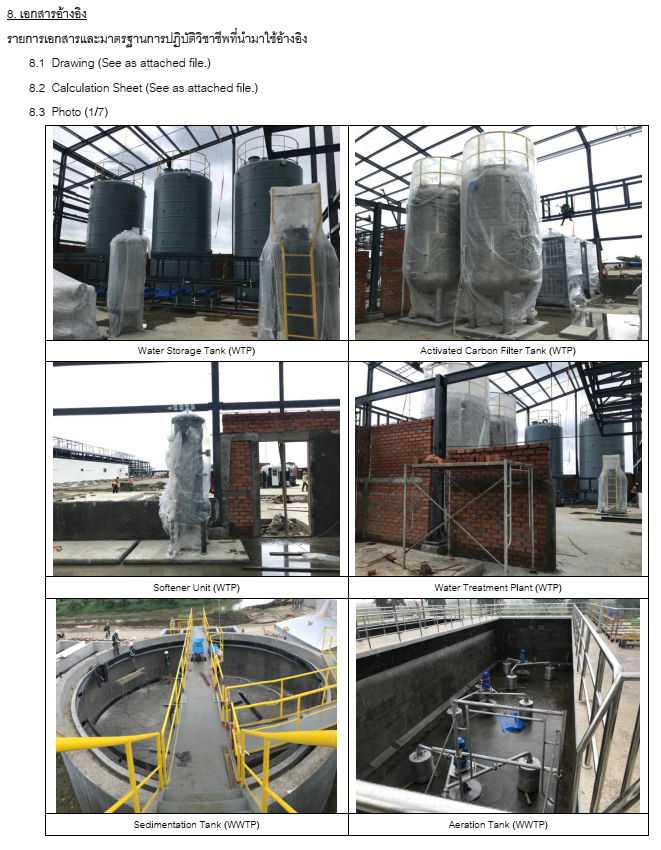 8. เอกสารอ้างอิง
รายการเอกสารและมาตรฐานการปฏิบัติวิชาชีพที่นำมาใช้อ้างอิง
8.1 Drawing (See as attached file.)
8.2 Calculation Sheet (See as attached file.)
8.3 Photo (1/7)
Water Storage Tank (WTP)
Activated Carbon Filter Tank (WTP)
Softener Unit (WTP)
Water Treatment Plant (WTP)
Sedimentation Tank (WWTP)
Aeration Tank (WWTP)